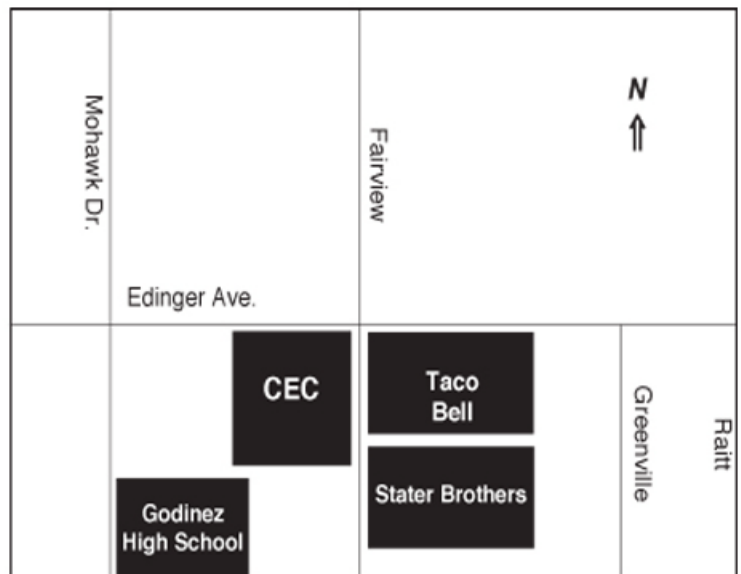 N
Mohawk Dr.
Fairview
Edinger Ave.
CEC
Taco
Bell
Greenville
Raitt
Stater Brothers
Godinez
High School